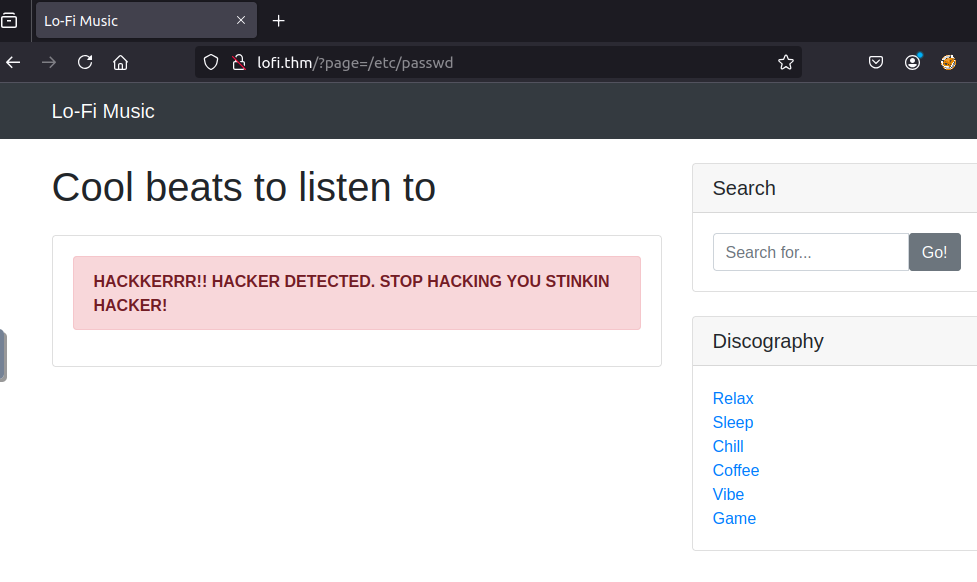 Lo-Fi Music
lofi.thm/?page=/etc/passwd
Lo-Fi Music
Cool beats to listen to
HACKKERRR!! HACKER DETECTED. STOP HACKING YOU STINKIN
HACKER!
Search
Search for...
Go!
Discography
Relax
Sleep
Chill
Coffee
Vibe
Game